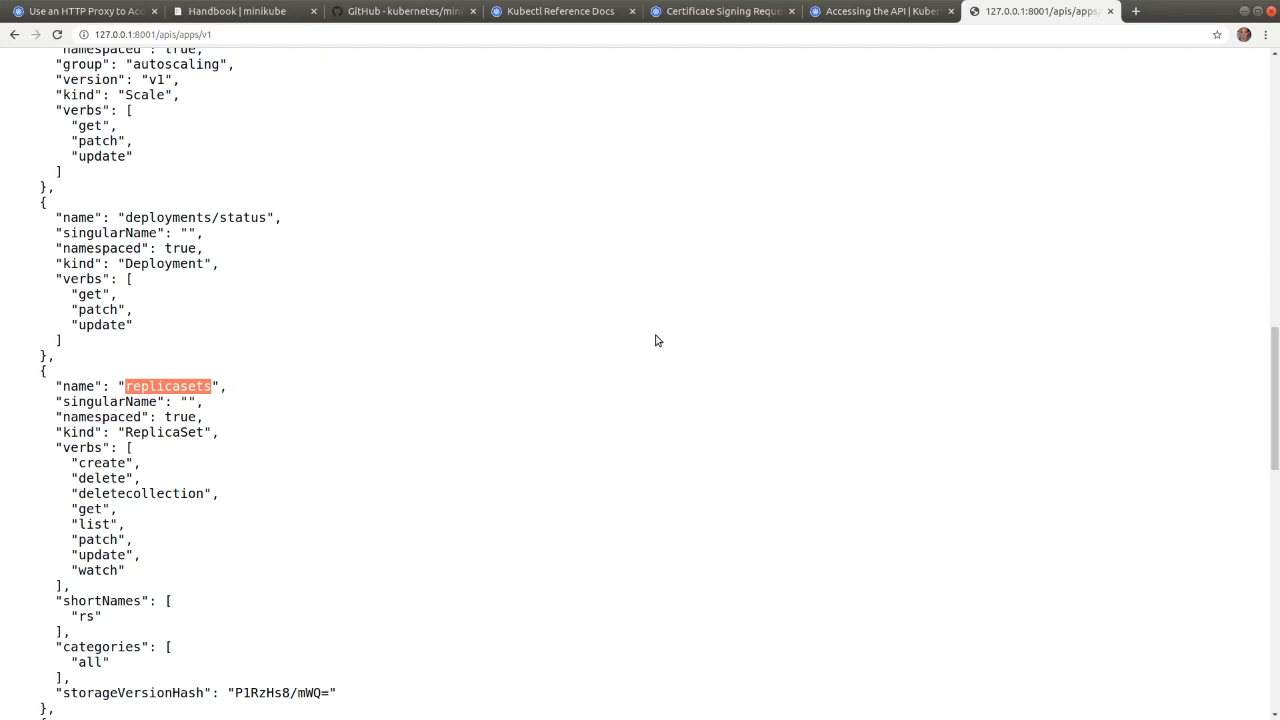 Use an HTTP Proxy to Acc
Handbook | minikube
GitHub - kubernetes/mini
Kubectl Reference Docs
Certificate Signing Reque
Accessing the API | Kuber
127.0.0.1:8001/apis/apps/
127.0.0.1:8001/apis/apps/v1
"namespaced": true,
"group": "autoscaling",
"version": "v1",
"kind": "Scale",
"verbs": [
"get",
"patch",
"update"
]
},
{
"name": "deployments/status",
"singularName": "",
"namespaced": true,
"kind": "Deployment",
"verbs": [
"get",
"patch",
"update"
]
},
{
"name": "replicasets",
"singularName": "",
"namespaced": true,
"kind": "ReplicaSet",
"verbs": [
"create",
"delete",
"deletecollection",
"get",
"list",
"patch",
"update",
"watch"
],
"shortNames": [
"rs"
],
"categories": [
"all"
],
"storageVersionHash": "P1RzHs8/mWQ="
},